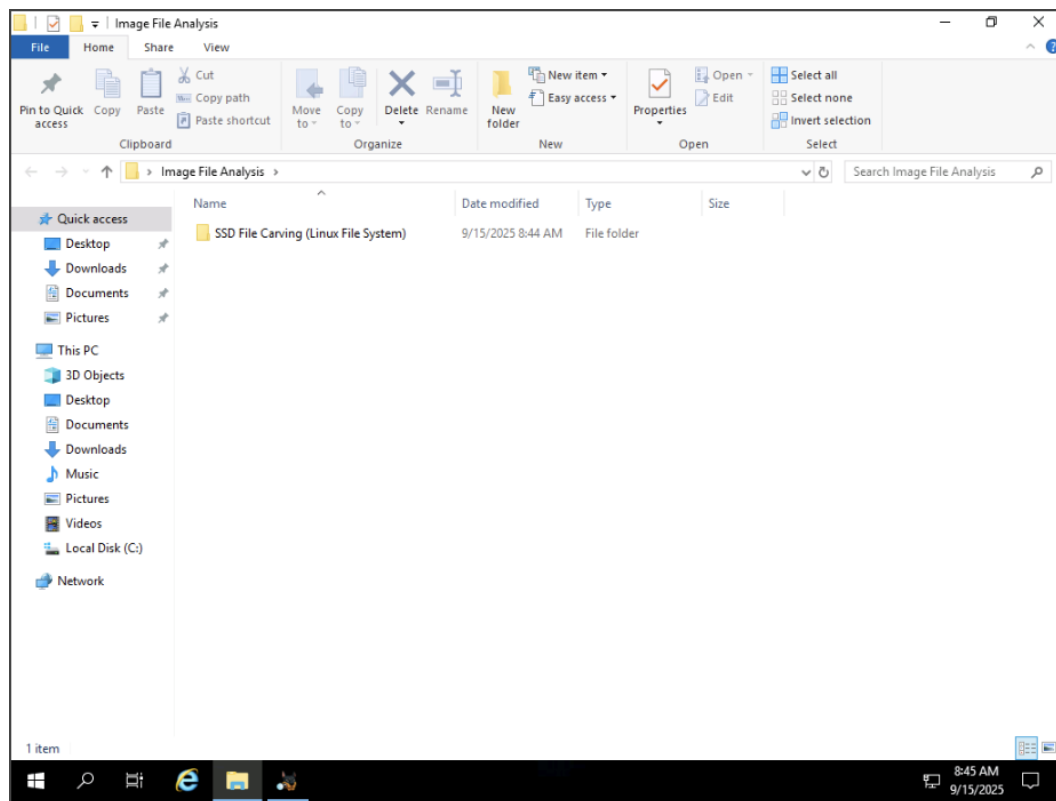 Image File Analysis
File
Home
Share
View
Pin to Quick access
Copy
Paste
Cut
Copy path
Paste shortcut
Clipboard
Move to
Copy to
Delete
Rename
Organize
New folder
New item
Easy access
New
Properties
Open
Edit
Open
Select all
Select none
Invert selection
Select
Image File Analysis
Search Image File Analysis
Name
Date modified
Type
Size
SSD File Carving (Linux File System)
9/15/2025 8:44 AM
File folder
Quick access
Desktop
Downloads
Documents
Pictures
This PC
3D Objects
Desktop
Documents
Downloads
Music
Pictures
Videos
Local Disk (C:)
Network
1 item
8:45 AM
9/15/2025